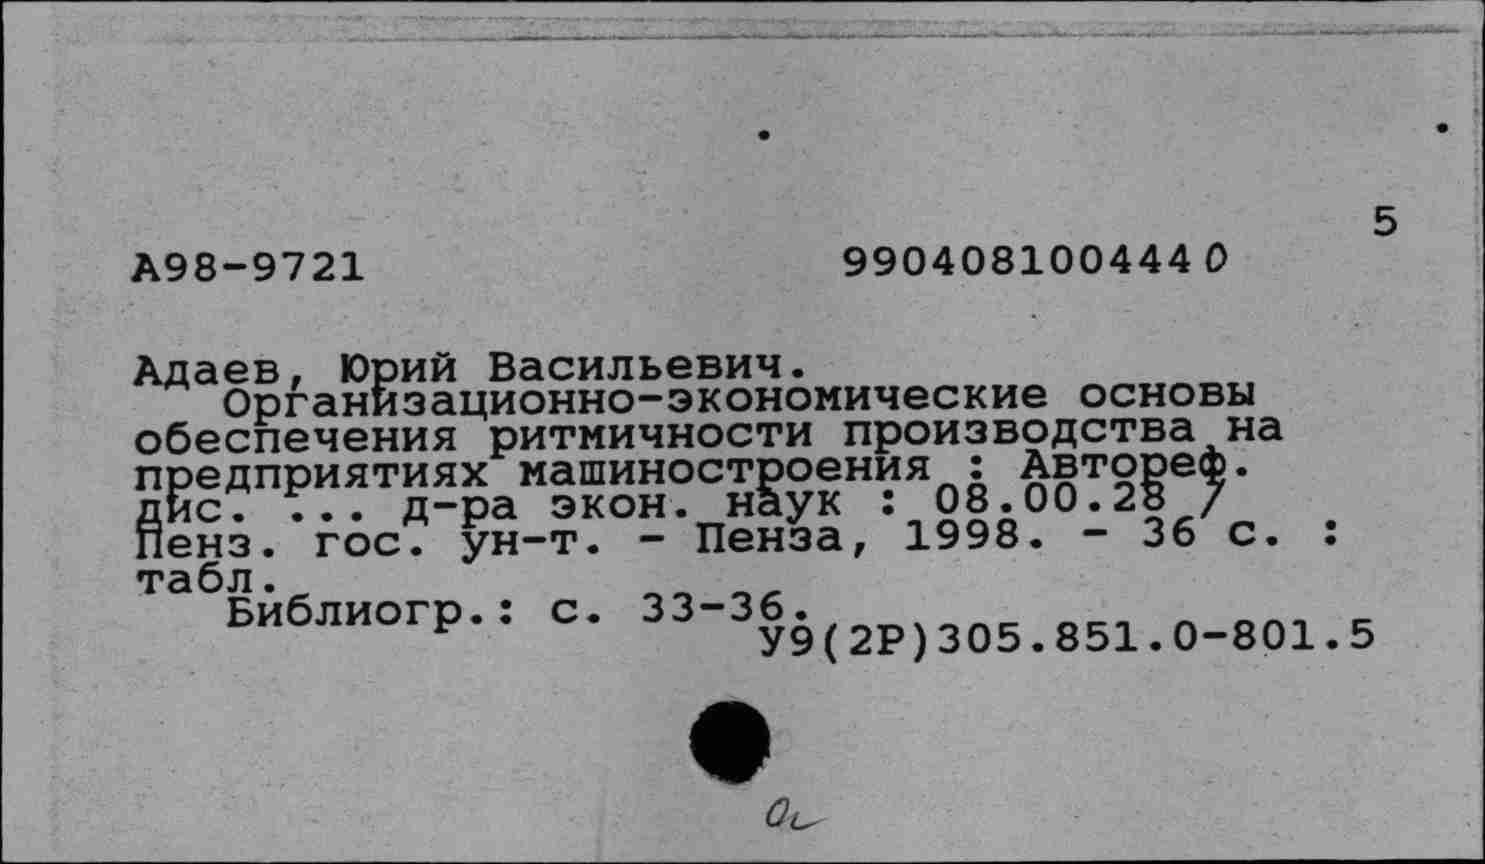 5
А98-9721 9904081004440
Адаев, Юрий Васильевич.
Организационно-экономические основы
обеспечения ритмичности производства на
предприятиях машиностроения : Автореф.
дис. ... д-ра экон. наук : 08.00.28 /
Пенз. гос. ун-т. - Пенза, 1998. - 36 с. :
табл.
Библиогр.: с. 33-36.
У9(2Р)305.851.0-801.5